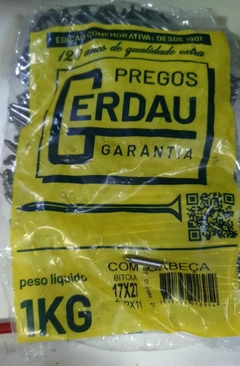 EDIÇÃO COMEMORATIVA: DESDE 1901
120 anos de qualidade extra
PREGOS
GERDAU
GARANTIA
COM CABEÇA
peso líquido
BITOLA
1KG
17X27